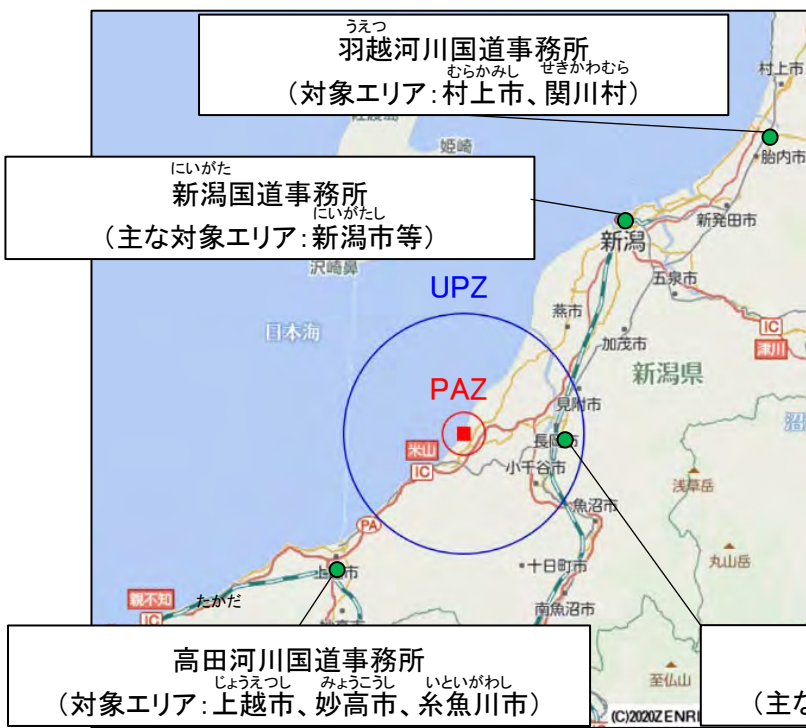 うえつ
羽越河川国道事務所
むらかみし せきかわむら
(対象エリア:村上市、関川村)
村上市
姫崎
胎内市
にいがた
新潟国道事務所
にいがたし
(主な対象エリア:新潟市等)
新発田市
新潟
沢崎鼻
五泉市
UPZ
燕市
日本海
IC
加茂市
津川
新潟県
PAZ
見附市
米山
IC
小千谷市
浅草岳
魚沼市
PA
丸山岳
十日町市
親不知
たかだ
IC
南魚沼市
高田河川国道事務所
じょうえつし みょうこうし いといがわし
(対象エリア:上越市、妙高市、糸魚川市)
至仏山
(主な
(C)2020ZENRI